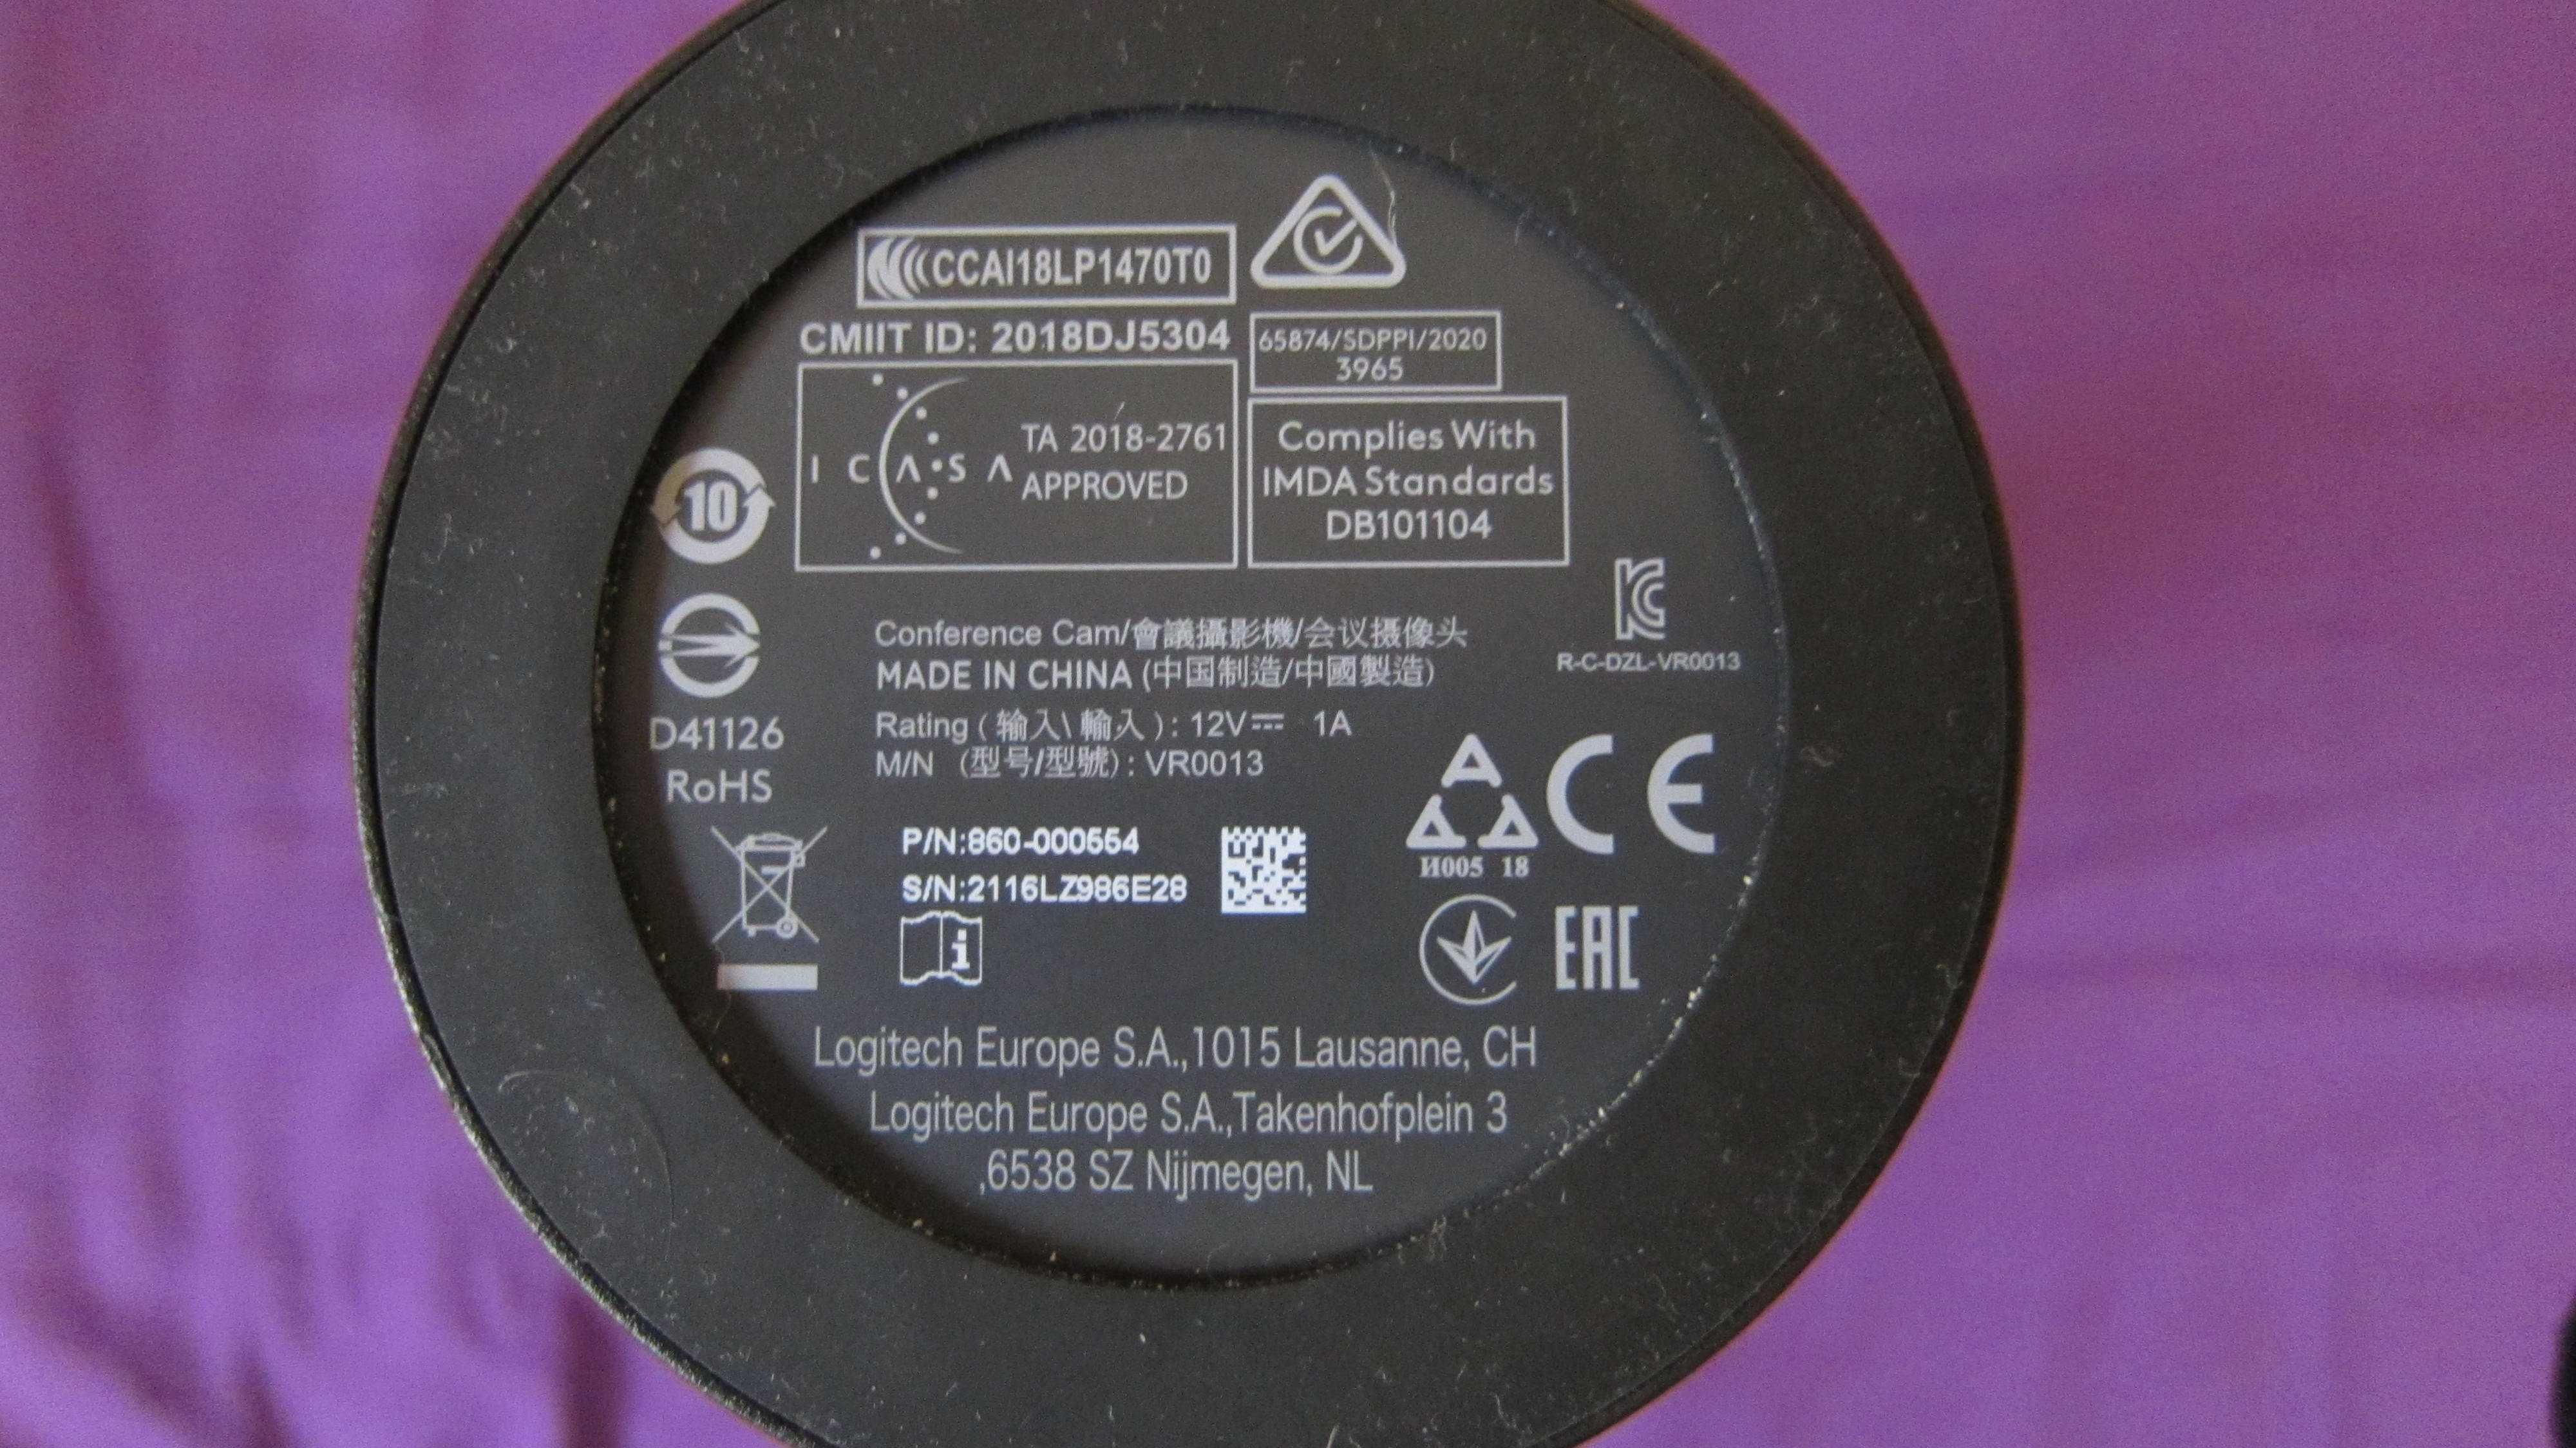 CCAI18LP1470T0
CMIIT ID: 2018DJ5304
65874/SDPPI/2020
3965
ICASA
TA 2018-2761
APPROVED
Complies With
IMDA Standards
DB101104
10
D41126
RoHS
Conference Cam/會議攝影機/会议摄像头
MADE IN CHINA (中国制造/中國製造)
R-C-DZL-VR0013
Rating (输入\ 輸入): 12V⎓ 1A
M/N (型号/型號): VR0013
P/N:860-000554
S/N:2116LZ986E28
И005 18
CE
EAC
Logitech Europe S.A.,1015 Lausanne, CH
Logitech Europe S.A.,Takenhofplein 3
,6538 SZ Nijmegen, NL